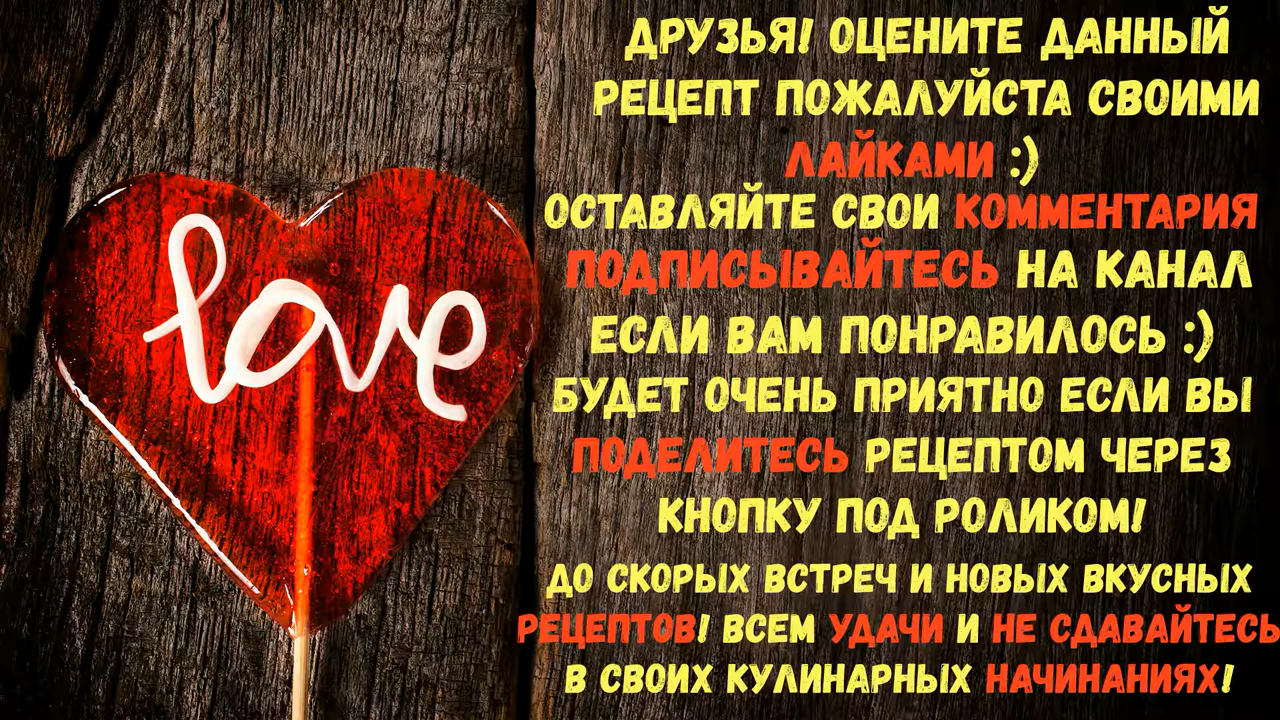 love
ДРУЗЬЯ! ОЦЕНИТЕ ДАННЫЙ
РЕЦЕПТ ПОЖАЛУЙСТА СВОИМИ
ЛАЙКАМИ :)
ОСТАВЛЯЙТЕ СВОИ КОММЕНТАРИЯ
ПОДПИСЫВАЙТЕСЬ НА КАНАЛ
ЕСЛИ ВАМ ПОНРАВИЛОСЬ :)
БУДЕТ ОЧЕНЬ ПРИЯТНО ЕСЛИ ВЫ
ПОДЕЛИТЕСЬ РЕЦЕПТОМ ЧЕРЕЗ
КНОПКУ ПОД РОЛИКОМ!
ДО СКОРЫХ ВСТРЕЧ И НОВЫХ ВКУСНЫХ
РЕЦЕПТОВ! ВСЕМ УДАЧИ И НЕ СДАВАЙТЕСЬ
В СВОИХ КУЛИНАРНЫХ НАЧИНАНИЯХ!